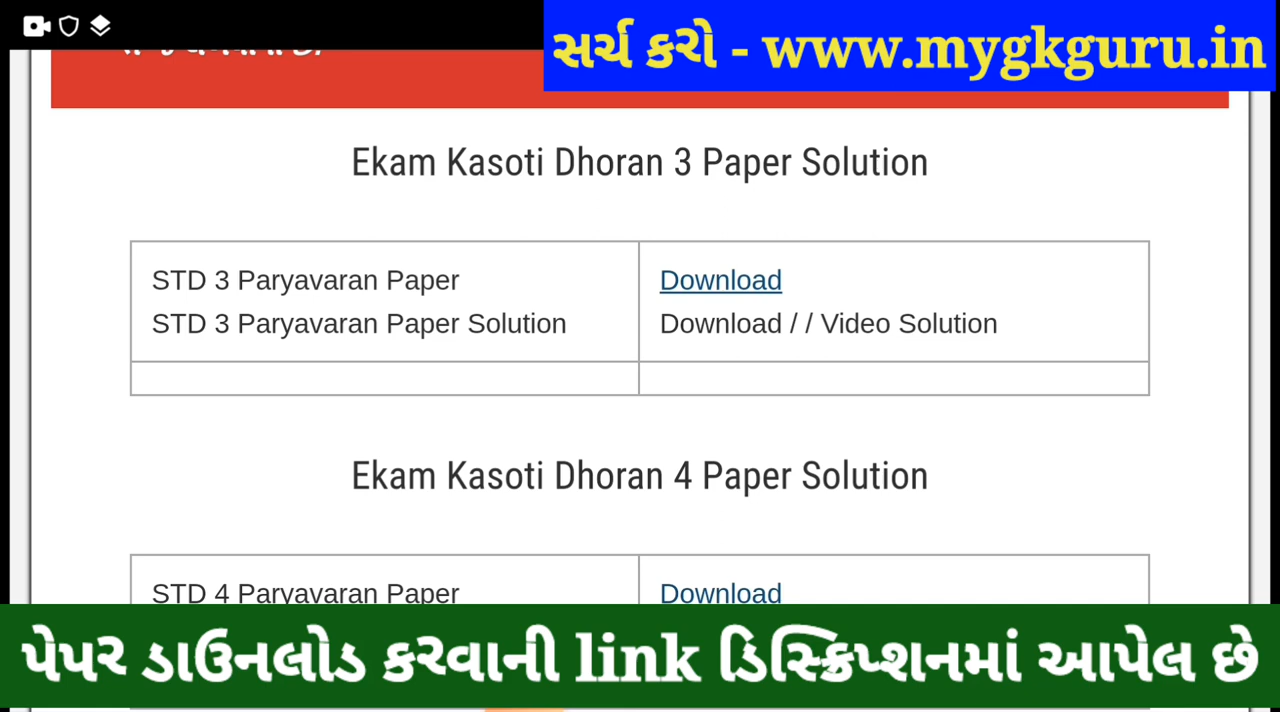 સર્ચ કરો - www.mygkguru.in
Ekam Kasoti Dhoran 3 Paper Solution
STD 3 Paryavaran Paper Download
STD 3 Paryavaran Paper Solution Download / / Video Solution
Ekam Kasoti Dhoran 4 Paper Solution
STD 4 Paryavaran Paper Download
પેપર ડાઉનલોડ કરવાની link ડિસ્ક્રિપ્શનમાં આપેલ છે